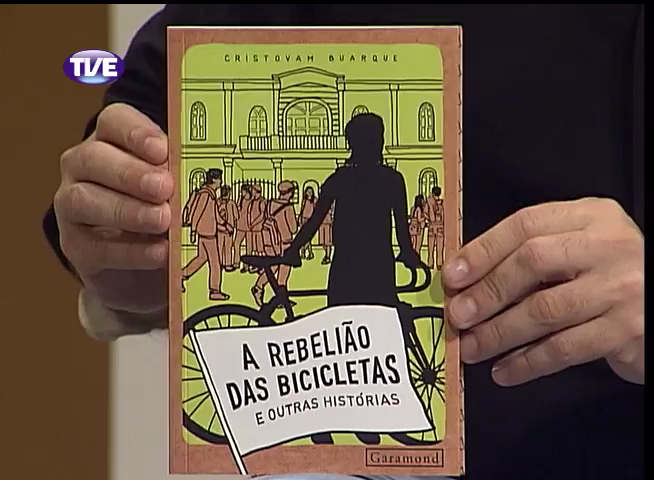 TVE
CRISTOVAM BUARQUE
A REBELIÃO
DAS BICICLETAS
E OUTRAS HISTÓRIAS
Garamond